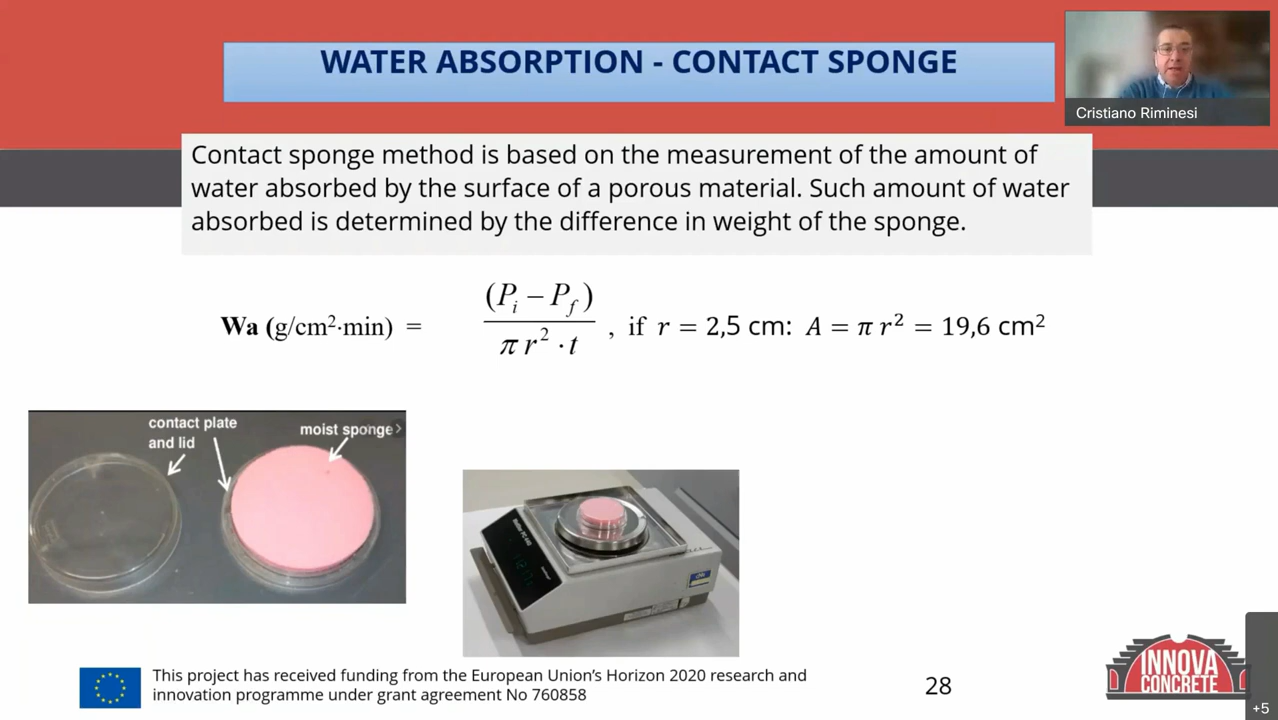 WATER ABSORPTION - CONTACT SPONGE
Cristiano Riminesi
Contact sponge method is based on the measurement of the amount of
water absorbed by the surface of a porous material. Such amount of water
absorbed is determined by the difference in weight of the sponge.
Wa (g/cm²·min) = (Pi – Pf) / π r² · t , if r = 2,5 cm: A = π r² = 19,6 cm²
contact plate
and lid
moist sponge
This project has received funding from the European Union's Horizon 2020 research and
innovation programme under grant agreement No 760858
28
INNOVA
CONCRETE
+5